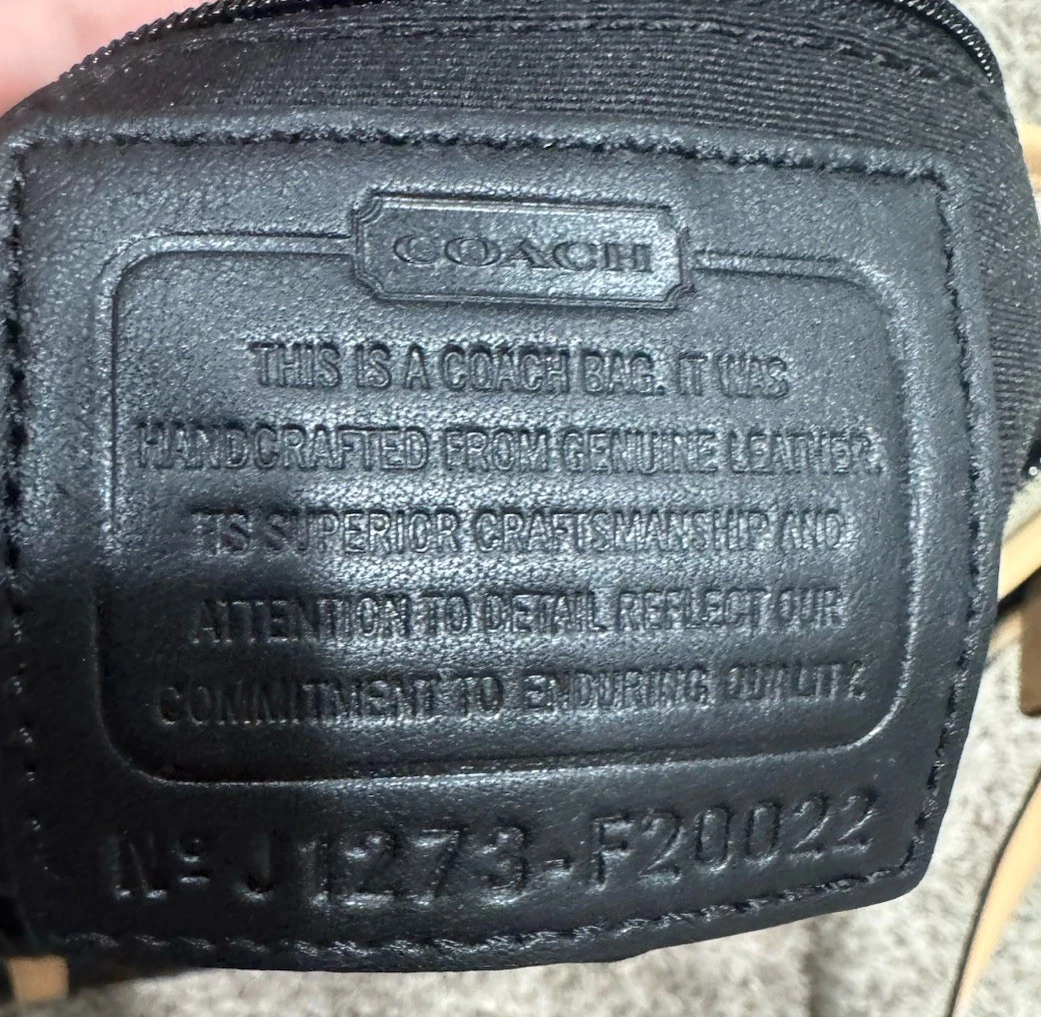 COACH
THIS IS A COACH BAG. IT WAS
HANDCRAFTED FROM GENUINE LEATHER.
ITS SUPERIOR CRAFTSMANSHIP AND
ATTENTION TO DETAIL REFLECT OUR
COMMITMENT TO ENDURING QUALITY.
Nº J1273-F20022